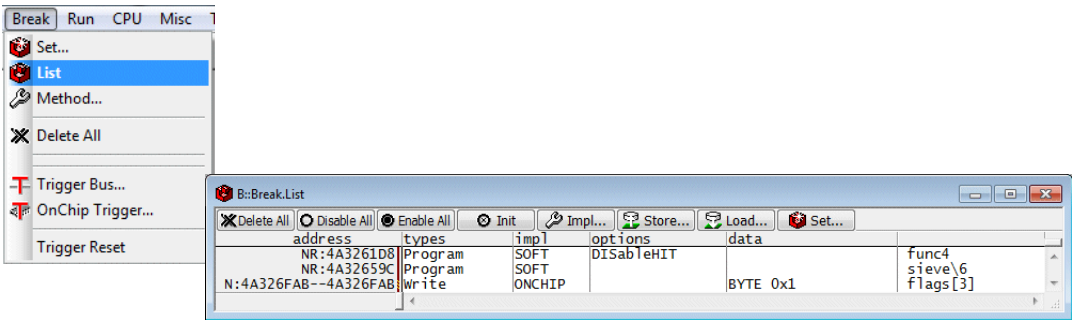 Break Run CPU Misc
Set...
List
Method...
Delete All
Trigger Bus...
OnChip Trigger...
Trigger Reset
B::Break.List
Delete All Disable All Enable All Init Impl... Store... Load... Set...
address types impl options data
NR:4A3261D8 Program SOFT DISableHIT func4
NR:4A32659C Program SOFT sieve\6
N:4A326FAB--4A326FAB Write ONCHIP BYTE 0x1 flags[3]